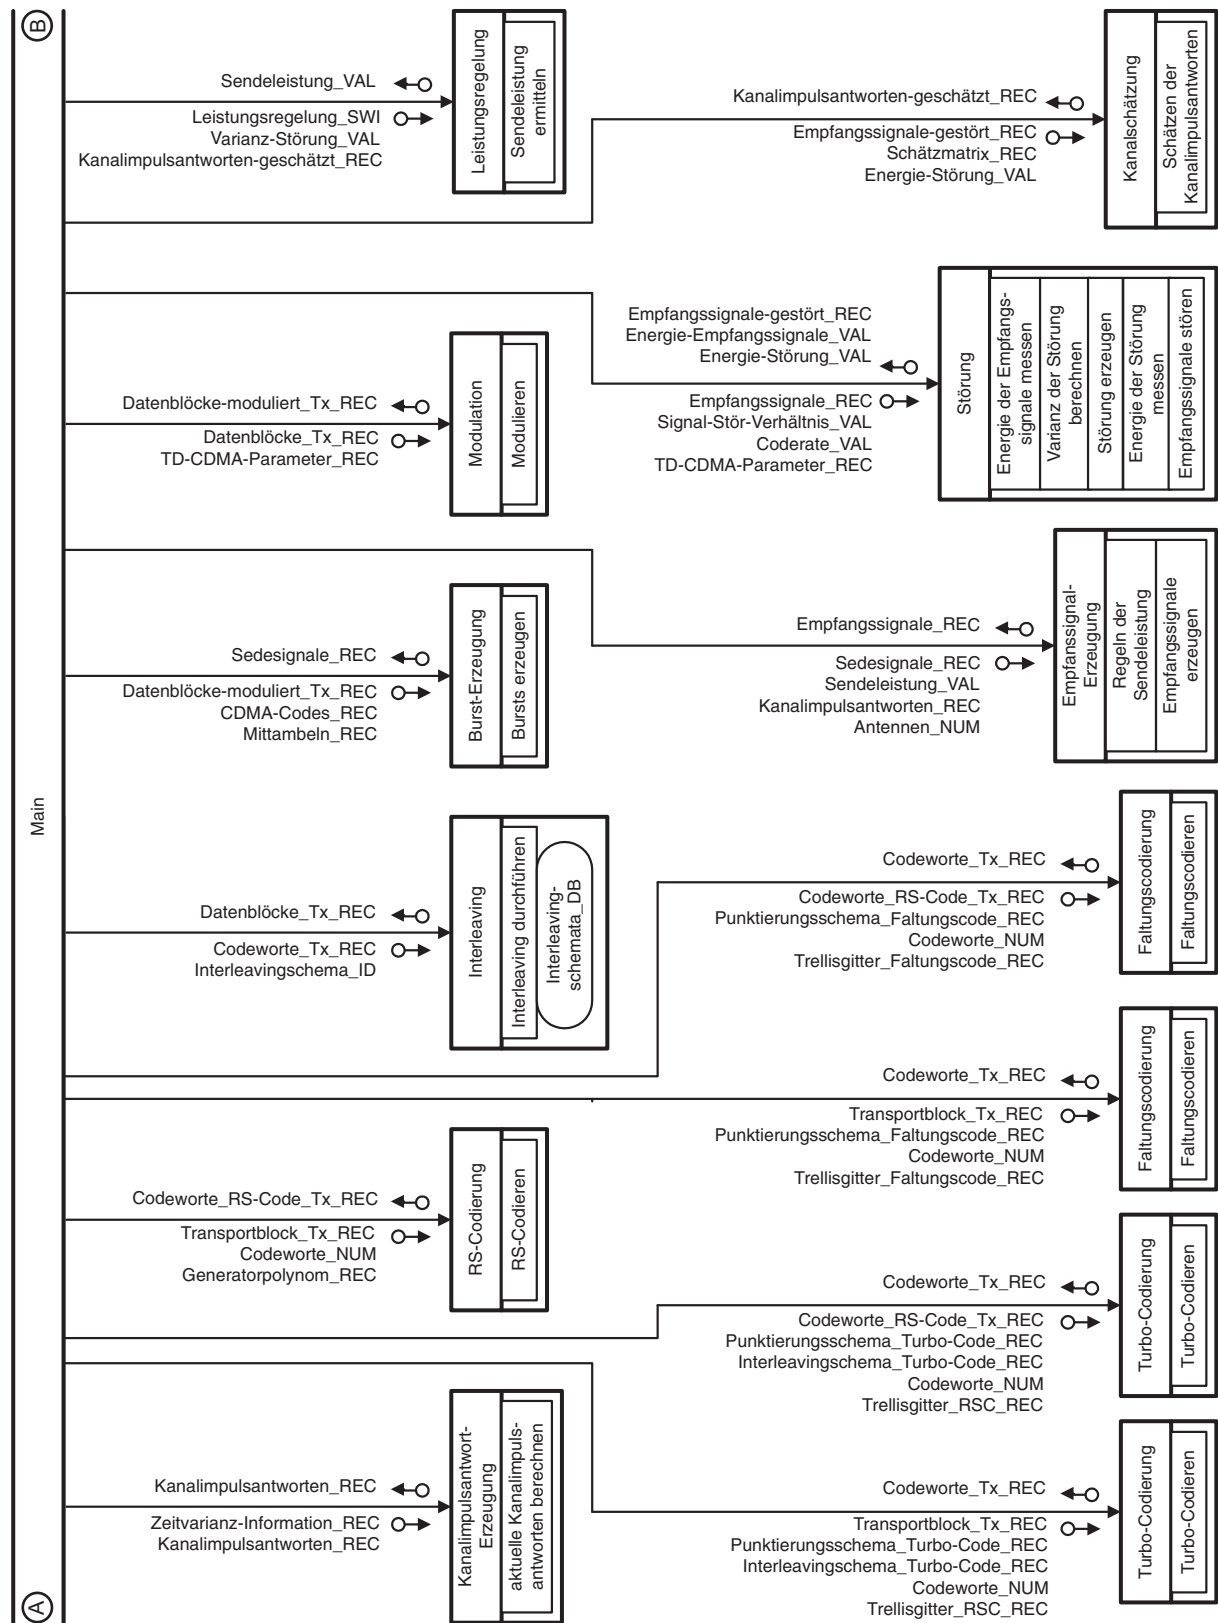 B
Main
A
Sendeleistung_VAL
Leistungsregelung_SWI
Varianz-Störung_VAL
Kanalimpulsantworten-geschätzt_REC
Leistungsregelung
Sendeleistung
ermitteln
Kanalimpulsantworten-geschätzt_REC
Empfangssignale-gestört_REC
Schätzmatrix_REC
Energie-Störung_VAL
Kanalschätzung
Schätzen der
Kanalimpulsantworten
Datenblöcke-moduliert_Tx_REC
Datenblöcke_Tx_REC
TD-CDMA-Parameter_REC
Modulation
Modulieren
Empfangssignale-gestört_REC
Energie-Empfangssignale_VAL
Energie-Störung_VAL
Empfangssignale_REC
Signal-Stör-Verhältnis_VAL
Coderate_VAL
TD-CDMA-Parameter_REC
Störung
Energie der Empfangs-
signale messen
Varianz der Störung
berechnen
Störung erzeugen
Energie der Störung
messen
Empfangssignale stören
Sedesignale_REC
Datenblöcke-moduliert_Tx_REC
CDMA-Codes_REC
Mittambeln_REC
Burst-Erzeugung
Bursts erzeugen
Empfangssignale_REC
Sedesignale_REC
Sendeleistung_VAL
Kanalimpulsantworten_REC
Antennen_NUM
Empfanssignal-
Erzeugung
Regeln der
Sendeleistung
Empfangssignale
erzeugen
Datenblöcke_Tx_REC
Codeworte_Tx_REC
Interleavingschema_ID
Interleaving
Interleaving durchführen
Interleaving-
schemata_DB
Codeworte_Tx_REC
Codeworte_RS-Code_Tx_REC
Punktierungsschema_Faltungscode_REC
Codeworte_NUM
Trellisgitter_Faltungscode_REC
Faltungscodierung
Faltungscodieren
Codeworte_Tx_REC
Transportblock_Tx_REC
Punktierungsschema_Faltungscode_REC
Codeworte_NUM
Trellisgitter_Faltungscode_REC
Faltungscodierung
Faltungscodieren
Codeworte_RS-Code_Tx_REC
Transportblock_Tx_REC
Codeworte_NUM
Generatorpolynom_REC
RS-Codierung
RS-Codieren
Codeworte_Tx_REC
Codeworte_RS-Code_Tx_REC
Punktierungsschema_Turbo-Code_REC
Interleavingschema_Turbo-Code_REC
Codeworte_NUM
Trellisgitter_RSC_REC
Turbo-Codierung
Turbo-Codieren
Kanalimpulsantworten_REC
Zeitvarianz-Information_REC
Kanalimpulsantworten_REC
Kanalimpulsantwort-
Erzeugung
aktuelle Kanalimpuls-
antworten berechnen
Codeworte_Tx_REC
Transportblock_Tx_REC
Punktierungsschema_Turbo-Code_REC
Interleavingschema_Turbo-Code_REC
Codeworte_NUM
Trellisgitter_RSC_REC
Turbo-Codierung
Turbo-Codieren